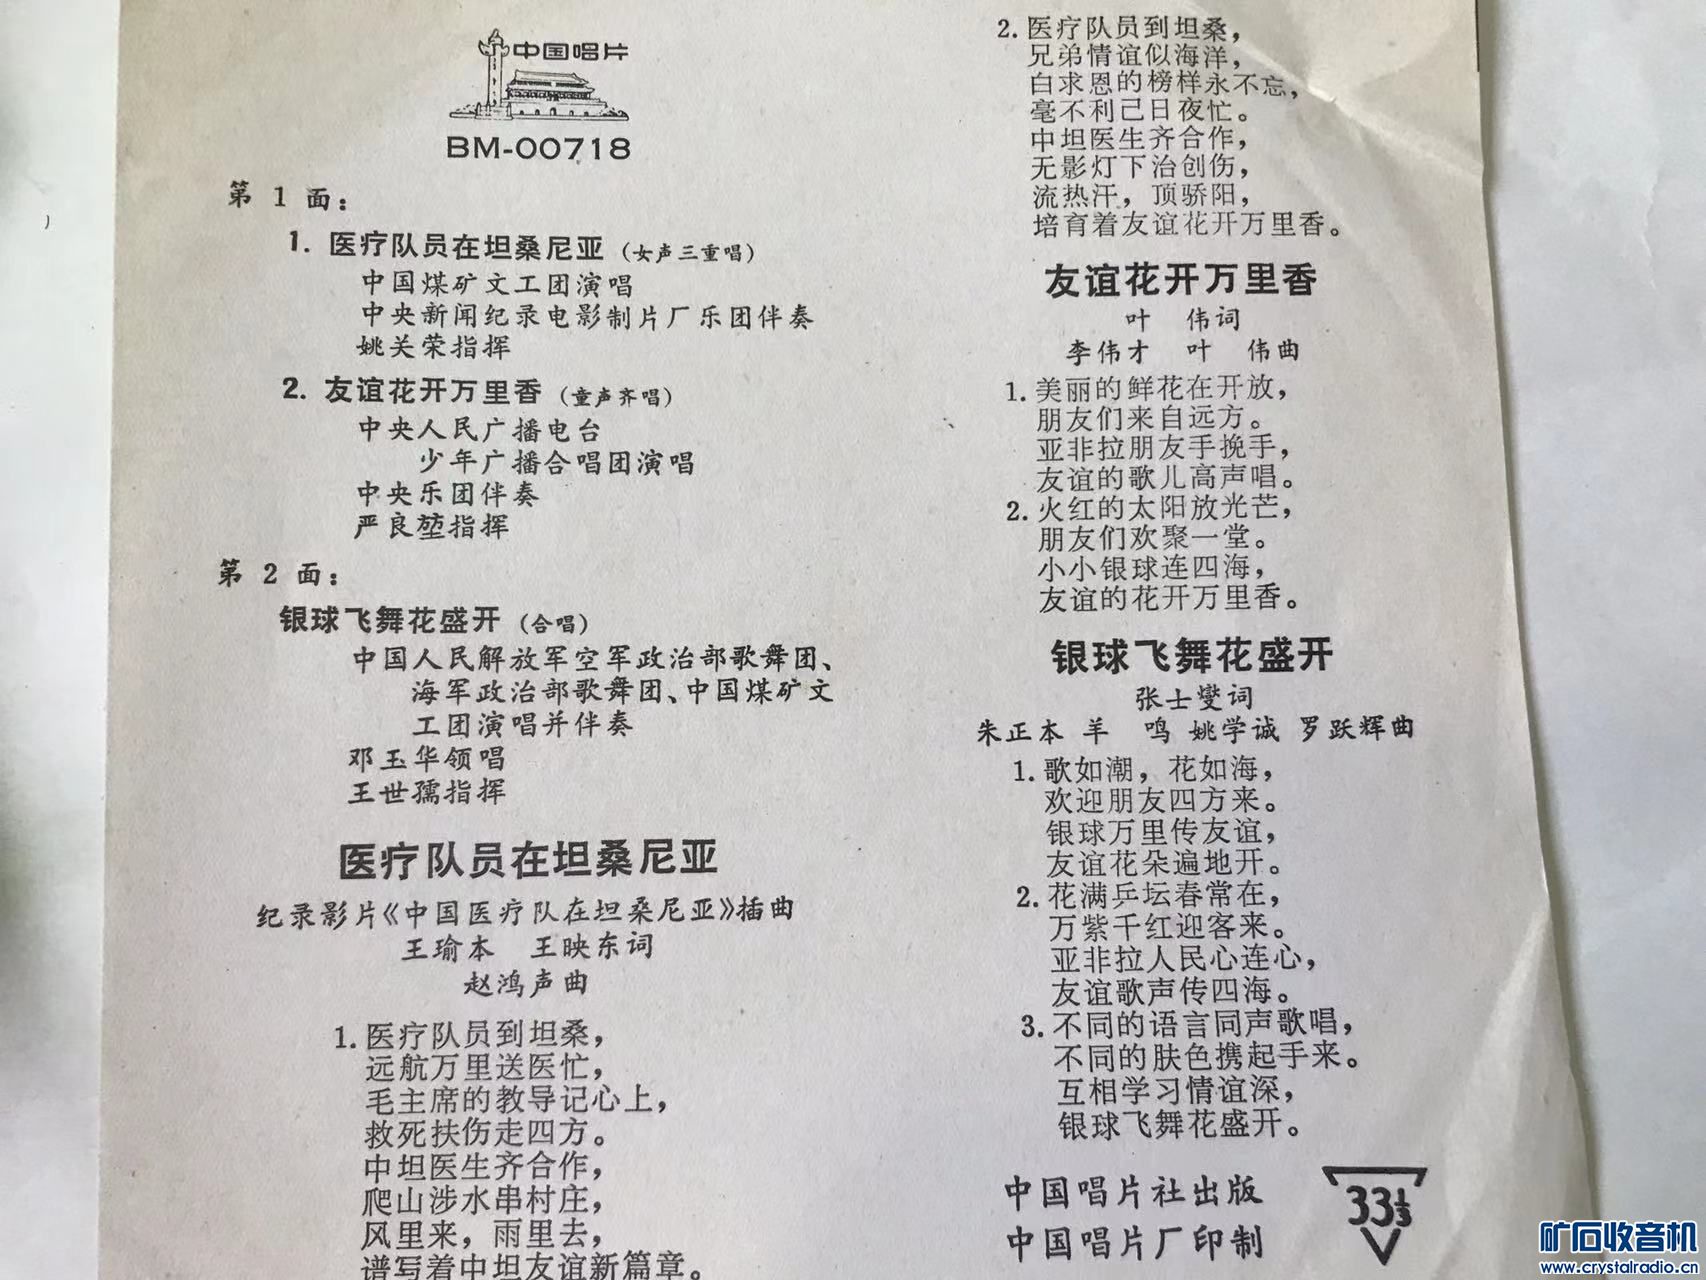 中国唱片
BM-00718
第 1 面：
1. 医疗队员在坦桑尼亚（女声三重唱）
中国煤矿文工团演唱
中央新闻纪录电影制片厂乐团伴奏
姚关荣指挥
2. 友谊花开万里香（童声齐唱）
中央人民广播电台
少年广播合唱团演唱
中央乐团伴奏
严良堃指挥
第 2 面：
银球飞舞花盛开（合唱）
中国人民解放军空军政治部歌舞团、
海军政治部歌舞团、中国煤矿文
工团演唱并伴奏
邓玉华领唱
王世孺指挥
医疗队员在坦桑尼亚
纪录影片《中国医疗队在坦桑尼亚》插曲
王瑜本 王映东词
赵鸿声曲
1. 医疗队员到坦桑，
远航万里送医忙，
毛主席的教导记心上，
救死扶伤走四方。
中坦医生齐合作，
爬山涉水串村庄，
风里来，雨里去，
谱写着中坦友谊新篇章。
2. 医疗队员到坦桑，
兄弟情谊似海洋，
白求恩的榜样永不忘，
毫不利己日夜忙。
中坦医生齐合作，
无影灯下治创伤，
流热汗，顶骄阳，
培育着友谊花开万里香。
友谊花开万里香
叶 伟词
李伟才 叶 伟曲
1. 美丽的鲜花在开放，
朋友们来自远方。
亚非拉朋友手挽手，
友谊的歌儿高声唱。
2. 火红的太阳放光芒，
朋友们欢聚一堂。
小小银球连四海，
友谊的花开万里香。
银球飞舞花盛开
张士燮词
朱正本 羊 鸣 姚学诚 罗跃辉曲
1. 歌如潮，花如海，
欢迎朋友四方来。
银球万里传友谊，
友谊花朵遍地开。
2. 花满乒坛春常在，
万紫千红迎客来。
亚非拉人民心连心，
友谊歌声传四海。
3. 不同的语言同声歌唱，
不同的肤色携起手来。
互相学习情谊深，
银球飞舞花盛开。
中国唱片社出版
中国唱片厂印制
33⅓
矿石收音机
www.crystalradio.cn